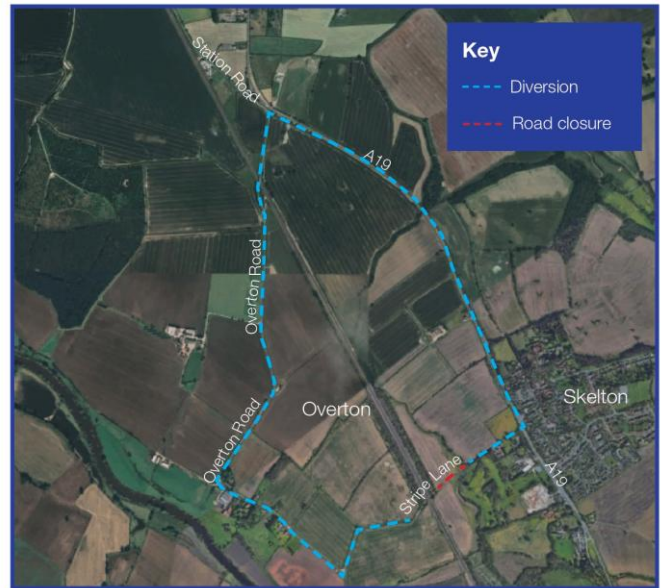 Key
Diversion
Road closure
Station Road
A19
Overton Road
Overton Road
Overton
Skelton
Stripe Lane
A19